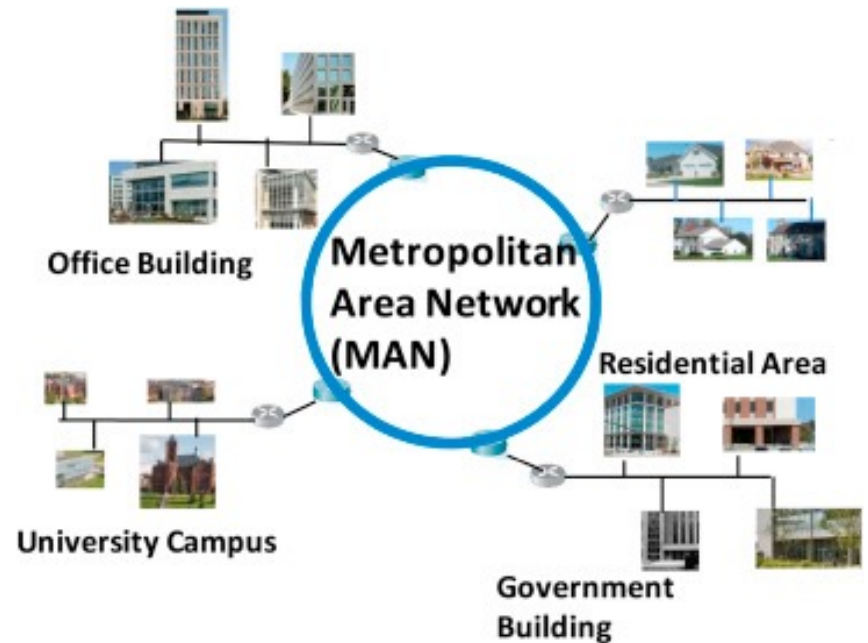 Office Building
Metropolitan
Area Network
(MAN)
Residential Area
University Campus
Government
Building